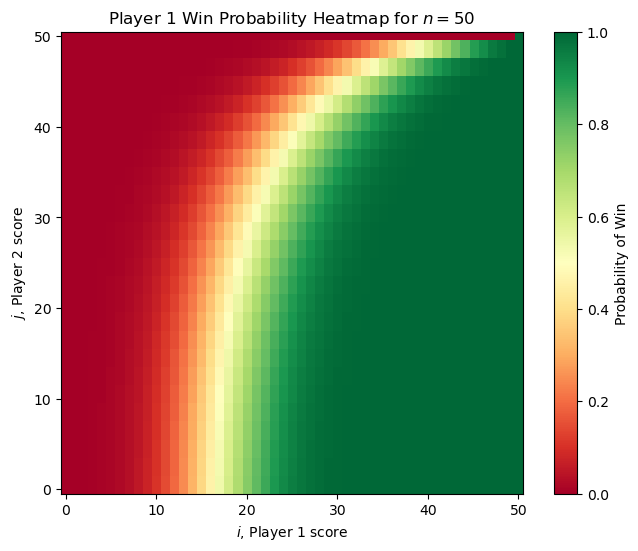 Player 1 Win Probability Heatmap for n = 50
50
40
30
20
10
0
j, Player 2 score
0 10 20 30 40 50
i, Player 1 score
1.0
0.8
0.6
0.4
0.2
0.0
Probability of Win